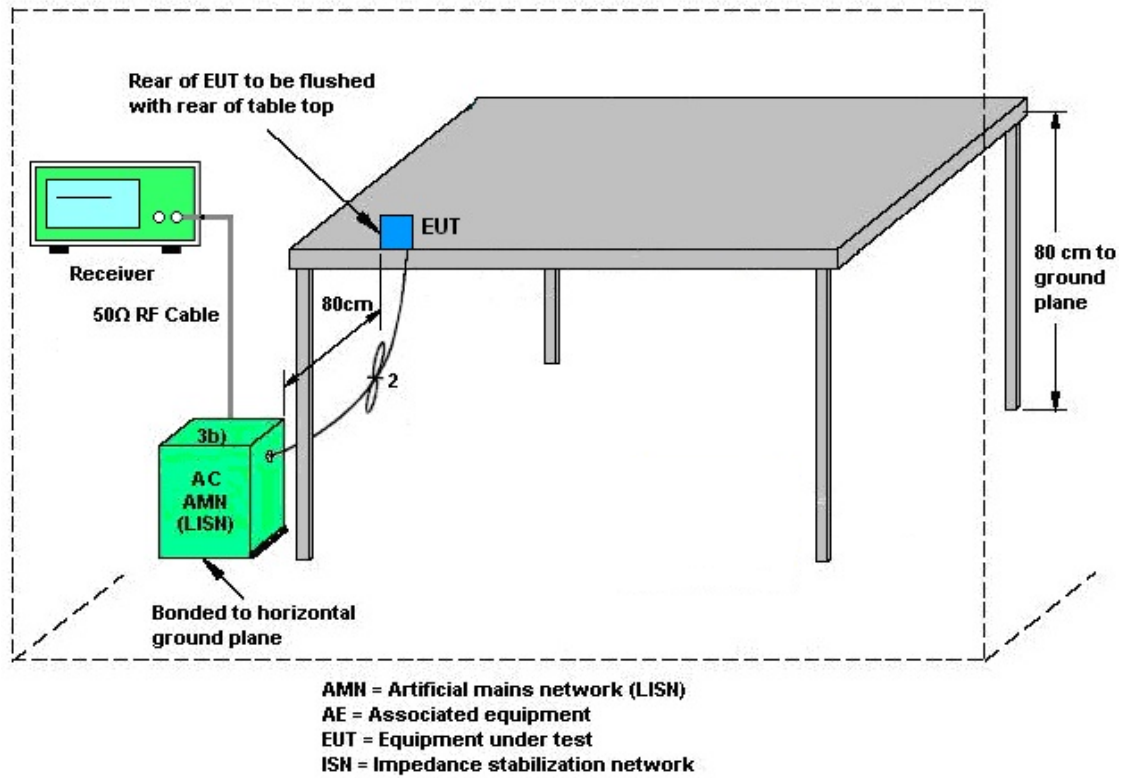 Rear of EUT to be flushed
with rear of table top
EUT
Receiver
50Ω RF Cable
80cm
80 cm to
ground
plane
2
3b)
AC
AMN
(LISN)
Bonded to horizontal
ground plane
AMN = Artificial mains network (LISN)
AE = Associated equipment
EUT = Equipment under test
ISN = Impedance stabilization network